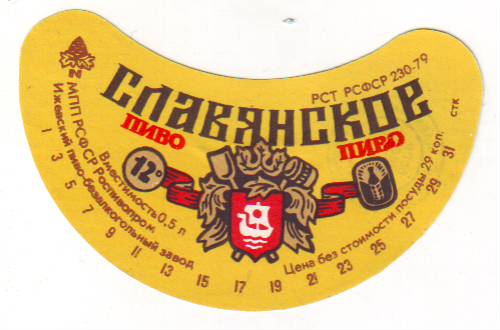 РСТ РСФСР 230-79
СЛАВЯНСКОЕ
ПИВО
ПИВО
МПП РСФСР Роспивопром
Ижевский пиво-безалкогольный завод
Вместимость 0,5 л
12°
Цена без стоимости посуды 29 коп.
стк
1 3 5 7 9 11 13 15 17 19 21 23 25 27 29 31